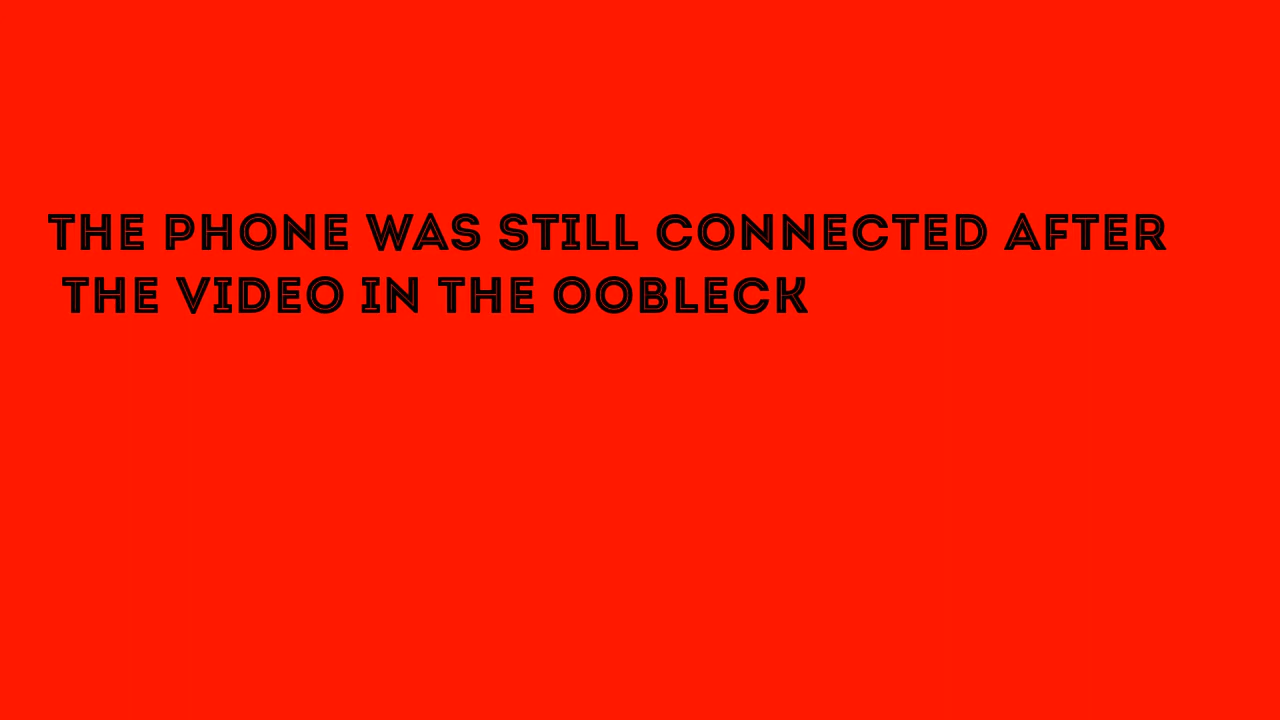 THE PHONE WAS STILL CONNECTED AFTER
THE VIDEO IN THE OOBLECK